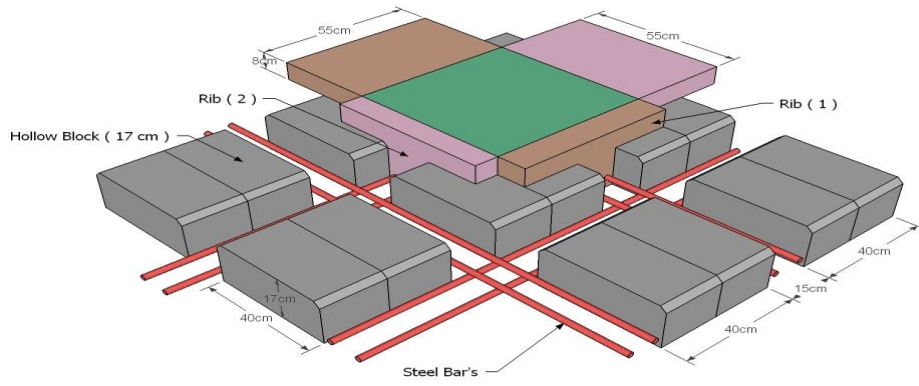 55cm
55cm
8cm
Rib ( 2 )
Rib ( 1 )
Hollow Block ( 17 cm )
17cm
40cm
40cm
15cm
40cm
Steel Bar's